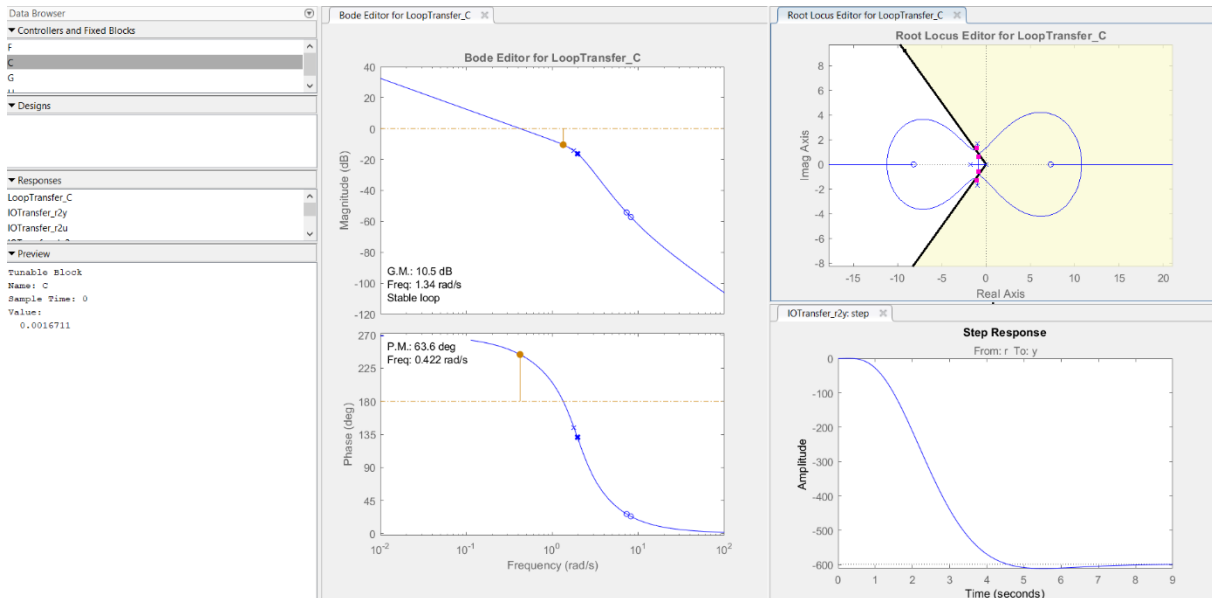 Data Browser
Controllers and Fixed Blocks
F
C
G
Designs
Responses
LoopTransfer_C
IOTransfer_r2y
IOTransfer_r2u
Preview
Tunable Block
Name: C
Sample Time: 0
Value:
0.0016711
Bode Editor for LoopTransfer_C
Bode Editor for LoopTransfer_C
40
20
0
-20
-40
-60
-80
-100
-120
Magnitude (dB)
G.M.: 10.5 dB
Freq: 1.34 rad/s
Stable loop
270
225
180
135
90
45
0
Phase (deg)
P.M.: 63.6 deg
Freq: 0.422 rad/s
10^-2 10^-1 10^0 10^1 10^2
Frequency (rad/s)
Root Locus Editor for LoopTransfer_C
Root Locus Editor for LoopTransfer_C
8
6
4
2
0
-2
-4
-6
-8
Imag Axis
-15 -10 -5 0 5 10 15 20
Real Axis
IOTransfer_r2y: step
Step Response
From: r To: y
0
-100
-200
-300
-400
-500
-600
Amplitude
0 1 2 3 4 5 6 7 8 9
Time (seconds)